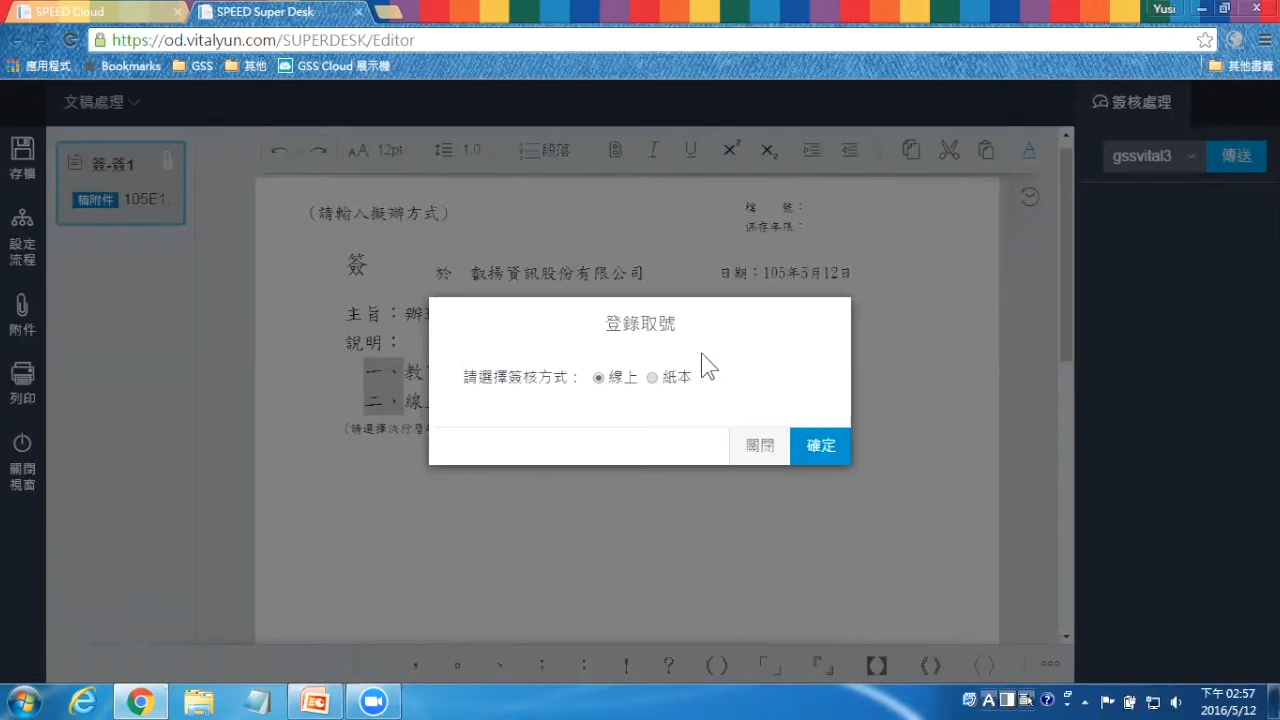 SPEED Cloud
SPEED Super Desk
Yusi
https://od.vitalyun.com/SUPERDESK/Editor
應用程式
Bookmarks
GSS
其他
GSS Cloud 展示機
其他書籤
文稿處理
簽核處理
存檔
設定
流程
附件
列印
關閉
視窗
簽-簽1
稿附件 105E1...
AA 12pt
1.0
段落
B I U X² X₂
A
gssvital3
傳送
(請輸入擬辦方式)
檔 號:
保存年限:
簽 於 叡揚資訊股份有限公司
日期:105年5月12日
主旨:
說明:
一、教
二、線
登錄取號
請選擇簽核方式: 線上 紙本
關閉
確定
, 。 、 ; : ! ? () 「」 『』 【】 《》 〈〉
下午 02:57
2016/5/12